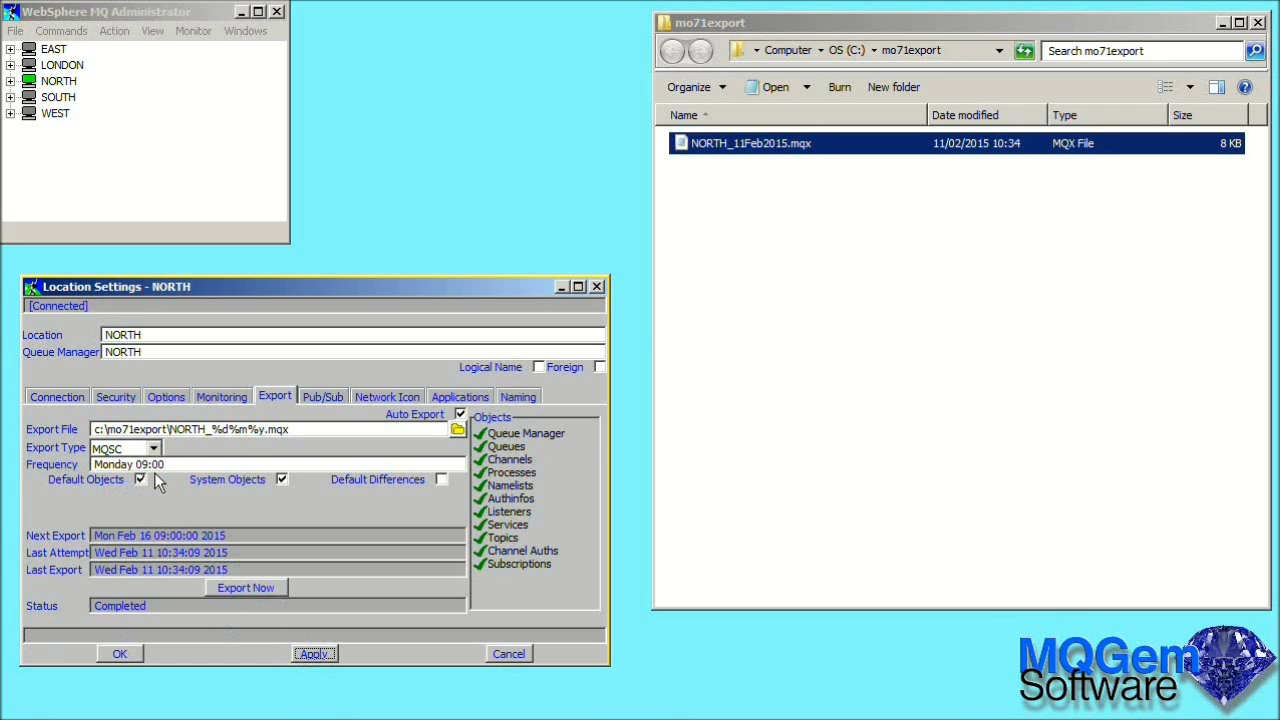 WebSphere MQ Administrator
File Commands Action View Monitor Windows
EAST
LONDON
NORTH
SOUTH
WEST
mo71export
Computer OS (C:) mo71export
Search mo71export
Organize Open Burn New folder
Name Date modified Type Size
NORTH_11Feb2015.mqx 11/02/2015 10:34 MQX File 8 KB
Location Settings - NORTH
[Connected]
Location NORTH
Queue Manager NORTH
Logical Name Foreign
Connection Security Options Monitoring Export Pub/Sub Network Icon Applications Naming
Auto Export
Export File c:\mo71export\NORTH_%d%m%y.mqx
Export Type MQSC
Frequency Monday 09:00
Default Objects System Objects Default Differences
Next Export Mon Feb 16 09:00:00 2015
Last Attempt Wed Feb 11 10:34:09 2015
Last Export Wed Feb 11 10:34:09 2015
Export Now
Status Completed
Objects
Queue Manager
Queues
Channels
Processes
Namelists
Authinfos
Listeners
Services
Topics
Channel Auths
Subscriptions
OK Apply Cancel
MQGem
Software